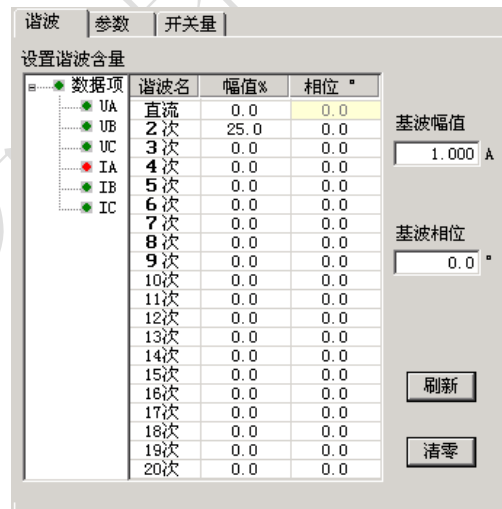 谐波 参数 开关量
设置谐波含量
数据项
UA
UB
UC
IA
IB
IC
谐波名 幅值% 相位 °
直流 0.0 0.0
2次 25.0 0.0
3次 0.0 0.0
4次 0.0 0.0
5次 0.0 0.0
6次 0.0 0.0
7次 0.0 0.0
8次 0.0 0.0
9次 0.0 0.0
10次 0.0 0.0
11次 0.0 0.0
12次 0.0 0.0
13次 0.0 0.0
14次 0.0 0.0
15次 0.0 0.0
16次 0.0 0.0
17次 0.0 0.0
18次 0.0 0.0
19次 0.0 0.0
20次 0.0 0.0
基波幅值
1.000 A
基波相位
0.0 °
刷新
清零